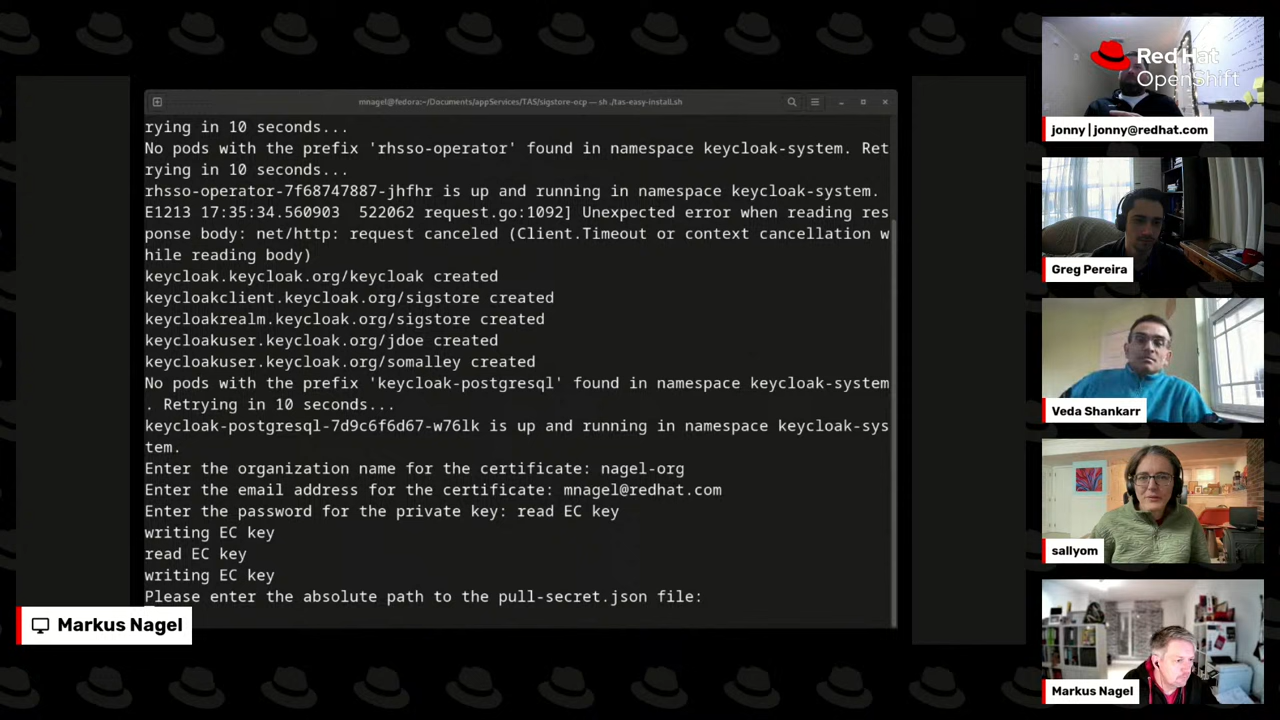 mnagel@fedora:~/Documents/appServices/TAS/sigstore-ocp — sh ./tas-easy-install.sh
rying in 10 seconds...
No pods with the prefix 'rhsso-operator' found in namespace keycloak-system. Ret
rying in 10 seconds...
rhsso-operator-7f68747887-jhfhr is up and running in namespace keycloak-system.
E1213 17:35:34.560903  522062 request.go:1092] Unexpected error when reading res
ponse body: net/http: request canceled (Client.Timeout or context cancellation w
hile reading body)
keycloak.keycloak.org/keycloak created
keycloakclient.keycloak.org/sigstore created
keycloakrealm.keycloak.org/sigstore created
keycloakuser.keycloak.org/jdoe created
keycloakuser.keycloak.org/somalley created
No pods with the prefix 'keycloak-postgresql' found in namespace keycloak-system
. Retrying in 10 seconds...
keycloak-postgresql-7d9c6f6d67-w76lk is up and running in namespace keycloak-sys
tem.
Enter the organization name for the certificate: nagel-org
Enter the email address for the certificate: mnagel@redhat.com
Enter the password for the private key: read EC key
writing EC key
read EC key
writing EC key
Please enter the absolute path to the pull-secret.json file:
Markus Nagel
Red Hat
OpenShift
jonny | jonny@redhat.com
Greg Pereira
Veda Shankarr
sallyom
Markus Nagel